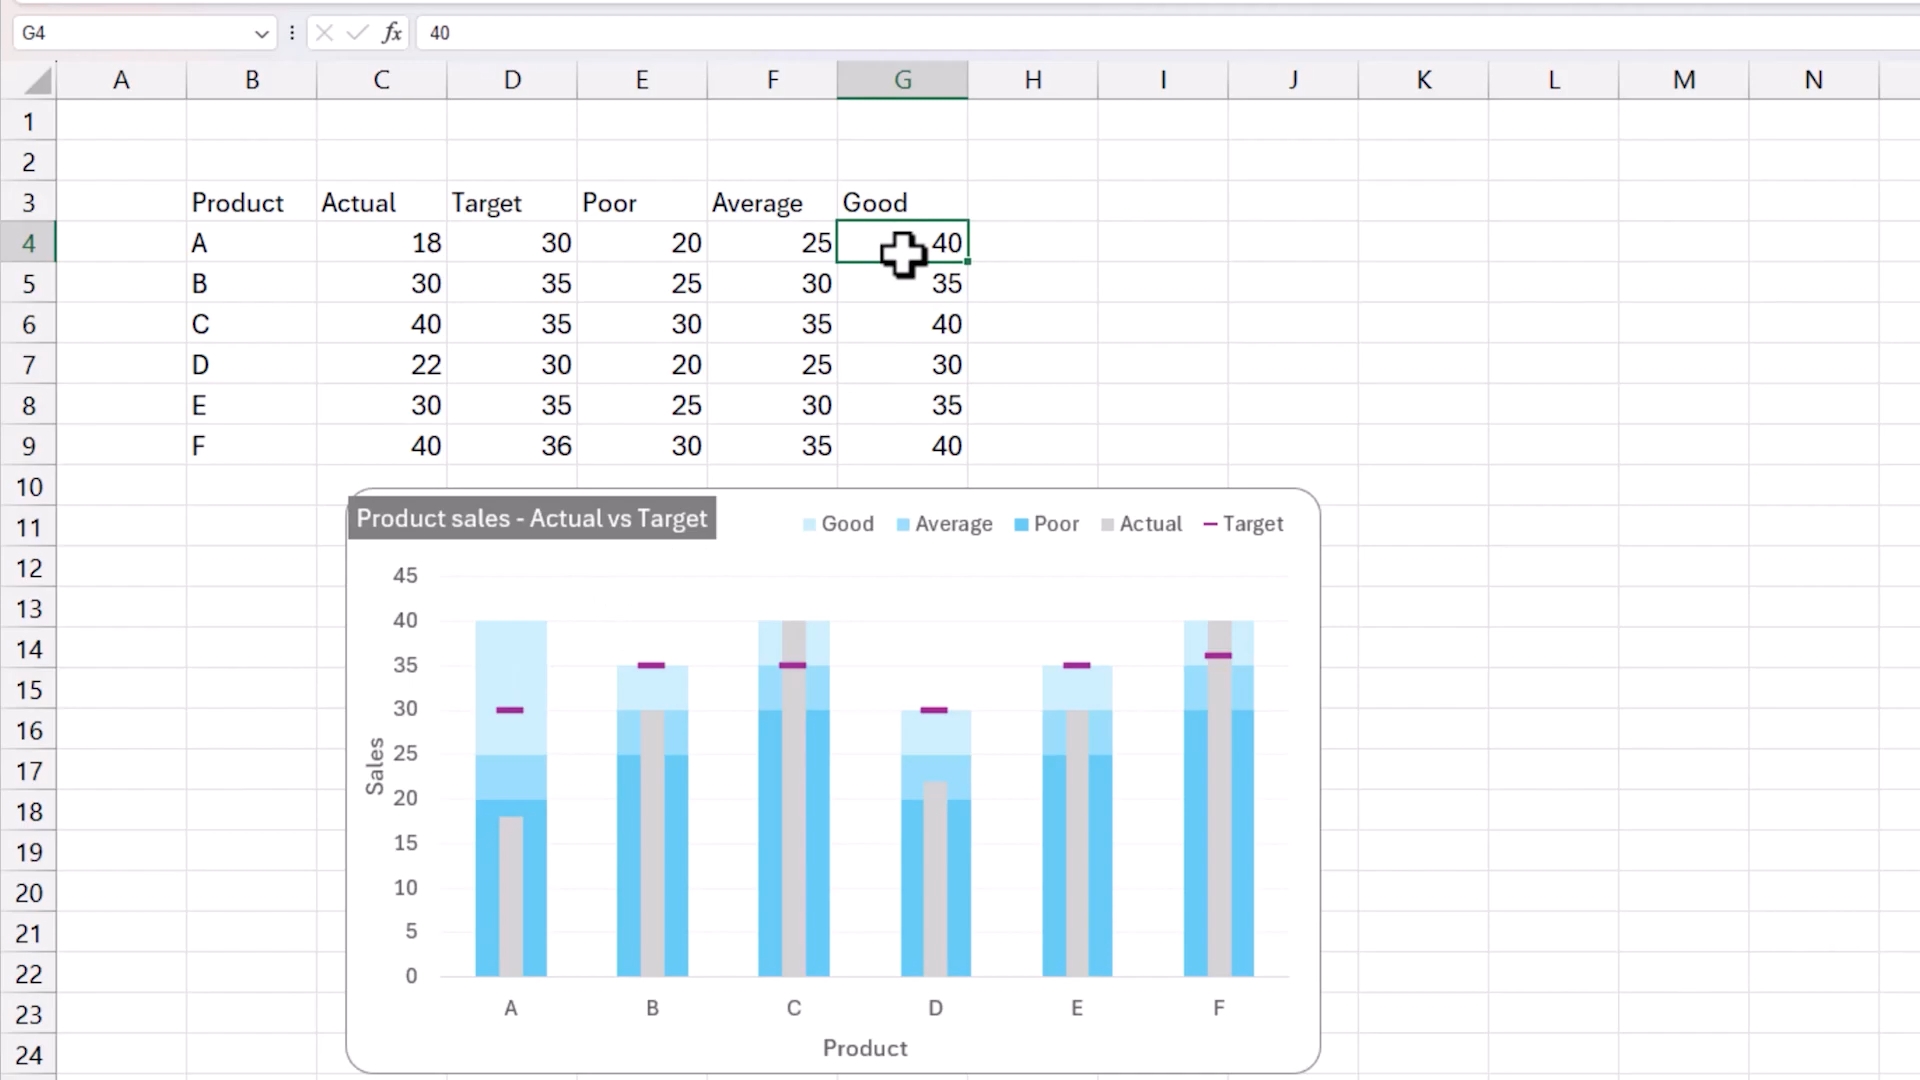 G4 fx 40
A B C D E F G H I J K L M N
1
2
3 Product Actual Target Poor Average Good
4 A 18 30 20 25 40
5 B 30 35 25 30 35
6 C 40 35 30 35 40
7 D 22 30 20 25 30
8 E 30 35 25 30 35
9 F 40 36 30 35 40
10
11
12
13
14
15
16
17
18
19
20
21
22
23
24
Product sales - Actual vs Target
Good Average Poor Actual Target
45
40
35
30
25
20
15
10
5
0
Sales
A B C D E F
Product